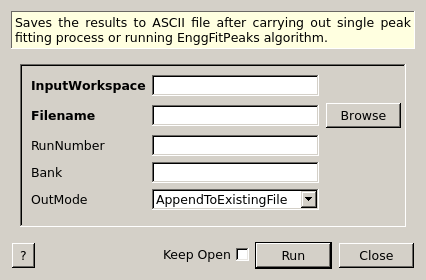 Saves the results to ASCII file after carrying out single peak
fitting process or running EnggFitPeaks algorithm.
InputWorkspace
Filename
Browse
RunNumber
Bank
OutMode
AppendToExistingFile
?
Keep Open
Run
Close